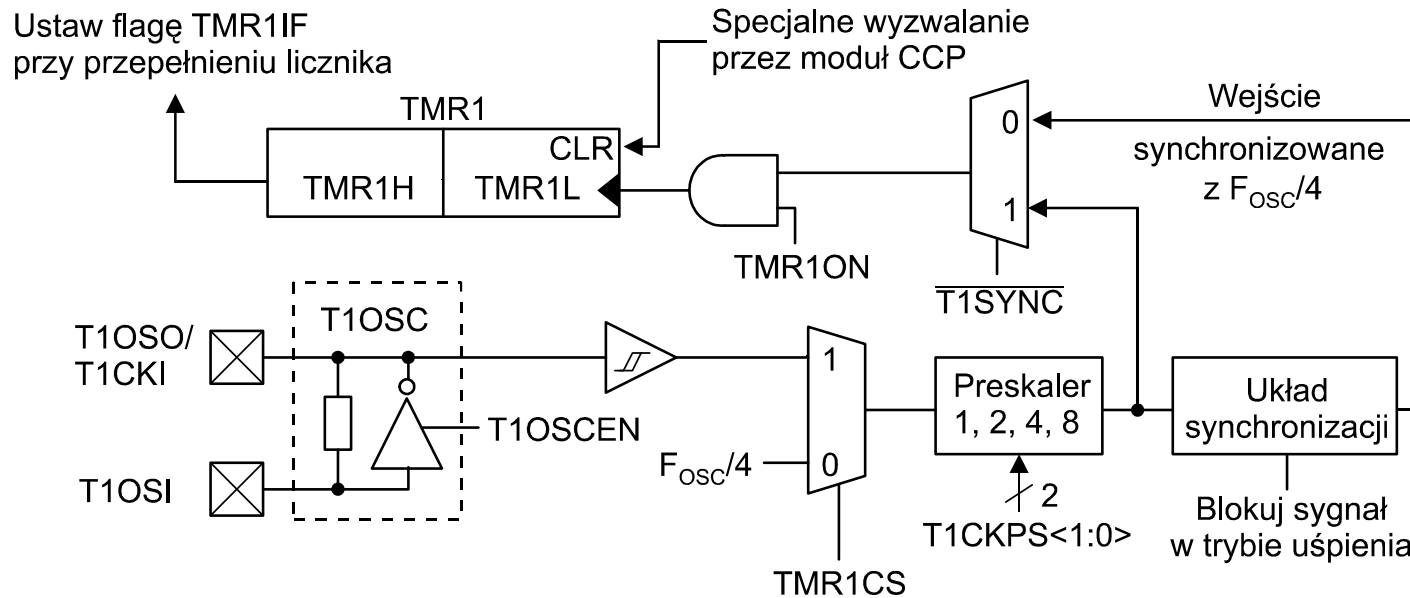 Ustaw flagę TMR1IF
przy przepełnieniu licznika
Specjalne wyzwalanie
przez moduł CCP
TMR1
CLR
TMR1H
TMR1L
TMR1ON
0
1
T1SYNC
Wejście
synchronizowane
z FOSC/4
T1OSO/
T1CKI
T1OSI
T1OSC
T1OSCEN
FOSC/4
1
0
TMR1CS
Preskaler
1, 2, 4, 8
2
T1CKPS<1:0>
Układ
synchronizacji
Blokuj sygnał
w trybie uśpienia